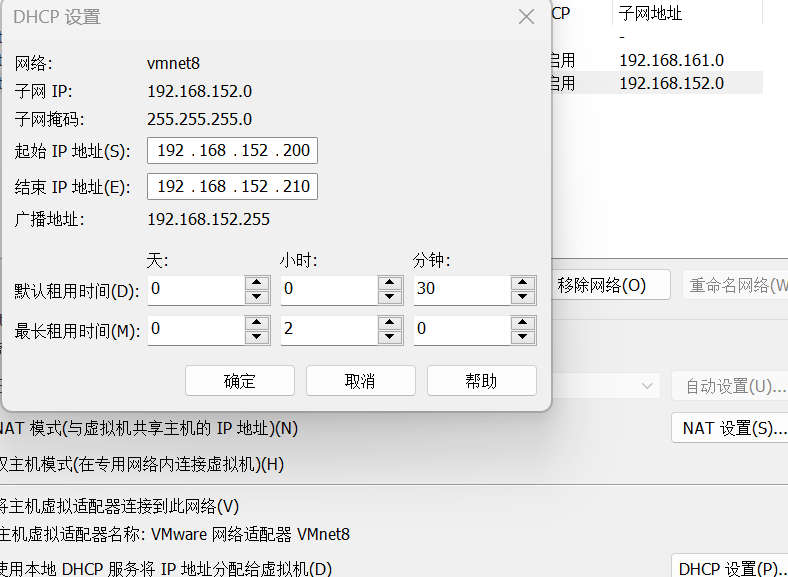 DHCP 设置
CP 子网地址
-
网络: vmnet8
启用 192.168.161.0
子网 IP: 192.168.152.0
启用 192.168.152.0
子网掩码: 255.255.255.0
起始 IP 地址(S): 192 . 168 . 152 . 200
结束 IP 地址(E): 192 . 168 . 152 . 210
广播地址: 192.168.152.255
天: 小时: 分钟:
默认租用时间(D): 0 0 30
移除网络(O) 重命名网络(W
最长租用时间(M): 0 2 0
确定 取消 帮助
自动设置(U)...
NAT 模式(与虚拟机共享主机的 IP 地址)(N)
NAT 设置(S)...
仅主机模式(在专用网络内连接虚拟机)(H)
将主机虚拟适配器连接到此网络(V)
主机虚拟适配器名称: VMware 网络适配器 VMnet8
使用本地 DHCP 服务将 IP 地址分配给虚拟机(D)
DHCP 设置(P)..